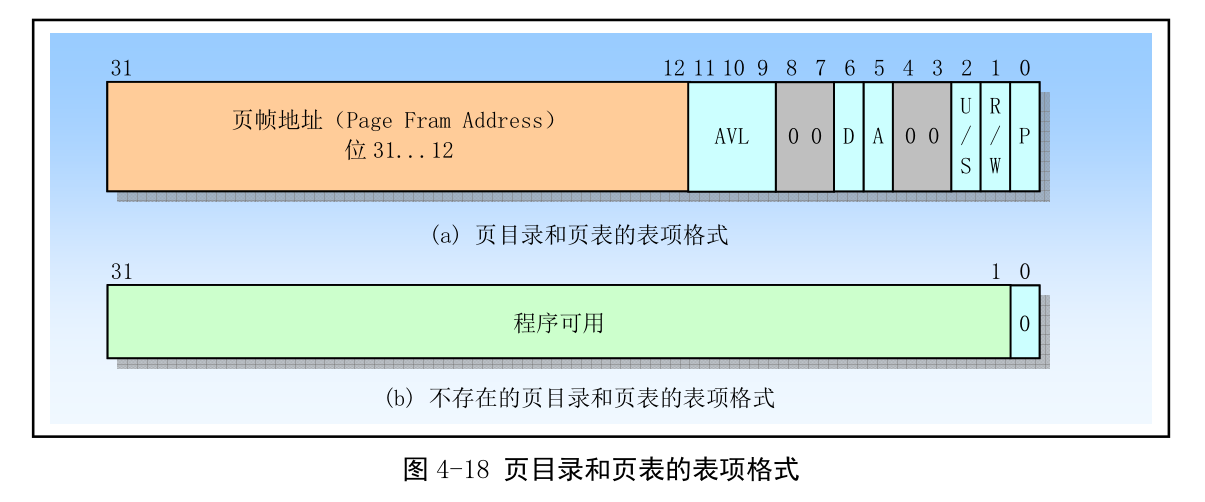 31 12 11 10 9 8 7 6 5 4 3 2 1 0
页帧地址（Page Fram Address）
位 31...12
AVL 0 0 D A 0 0 U/S R/W P
(a) 页目录和页表的表项格式
31 1 0
程序可用 0
(b) 不存在的页目录和页表的表项格式
图 4-18 页目录和页表的表项格式